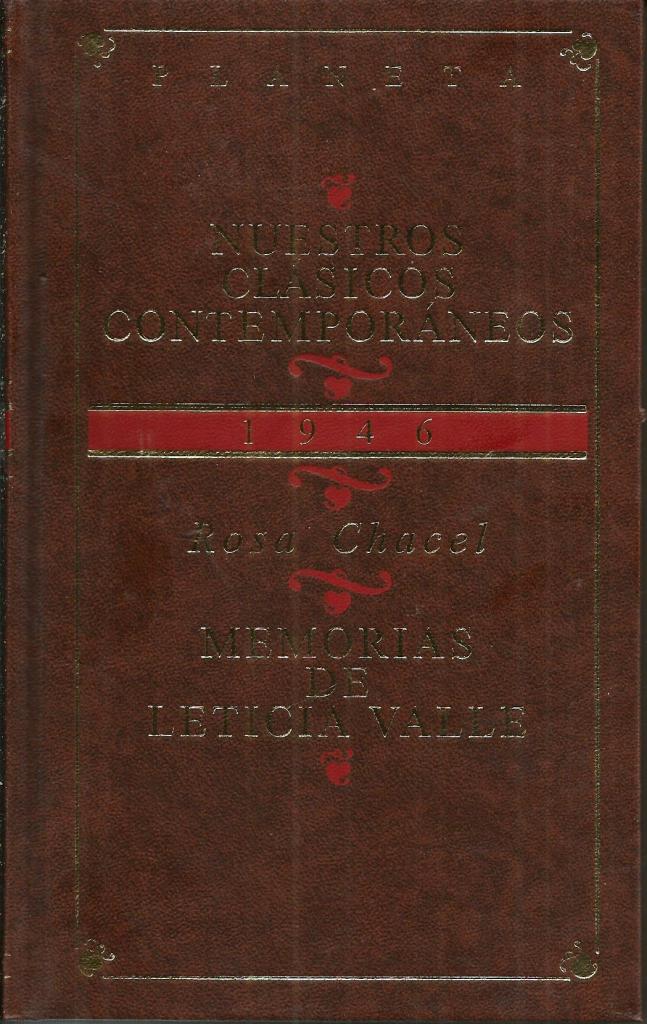 PLANETA
NUESTROS
CLÁSICOS
CONTEMPORÁNEOS
1946
Rosa Chacel
MEMORIAS
DE
LETICIA VALLE